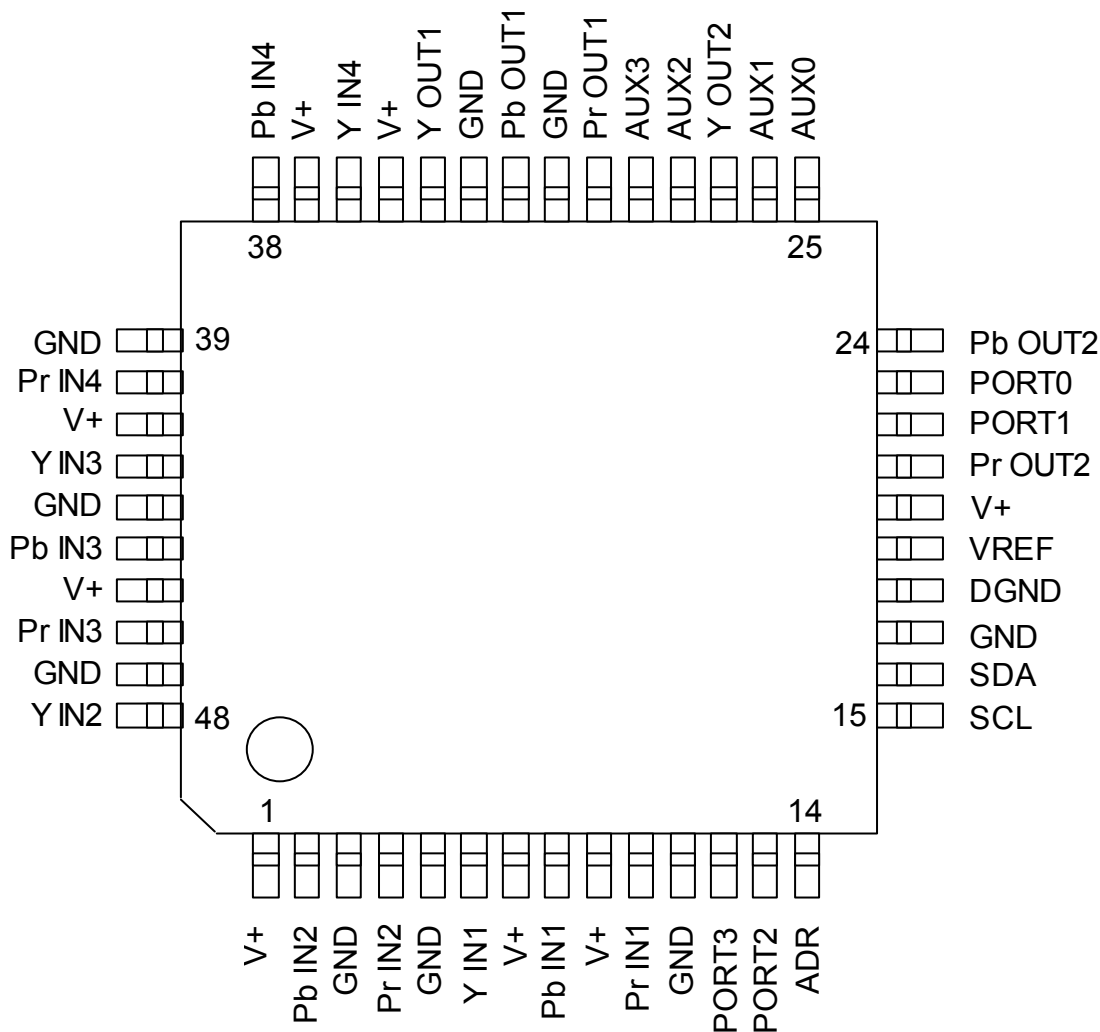 Pb IN4
V+
Y IN4
V+
Y OUT1
GND
Pb OUT1
GND
Pr OUT1
AUX3
AUX2
Y OUT2
AUX1
AUX0
38
25
GND
39
24
Pb OUT2
Pr IN4
PORT0
V+
PORT1
Y IN3
Pr OUT2
GND
V+
Pb IN3
VREF
V+
DGND
Pr IN3
GND
GND
SDA
Y IN2
48
15
SCL
1
14
V+
Pb IN2
GND
Pr IN2
GND
Y IN1
V+
Pb IN1
V+
Pr IN1
GND
PORT3
PORT2
ADR